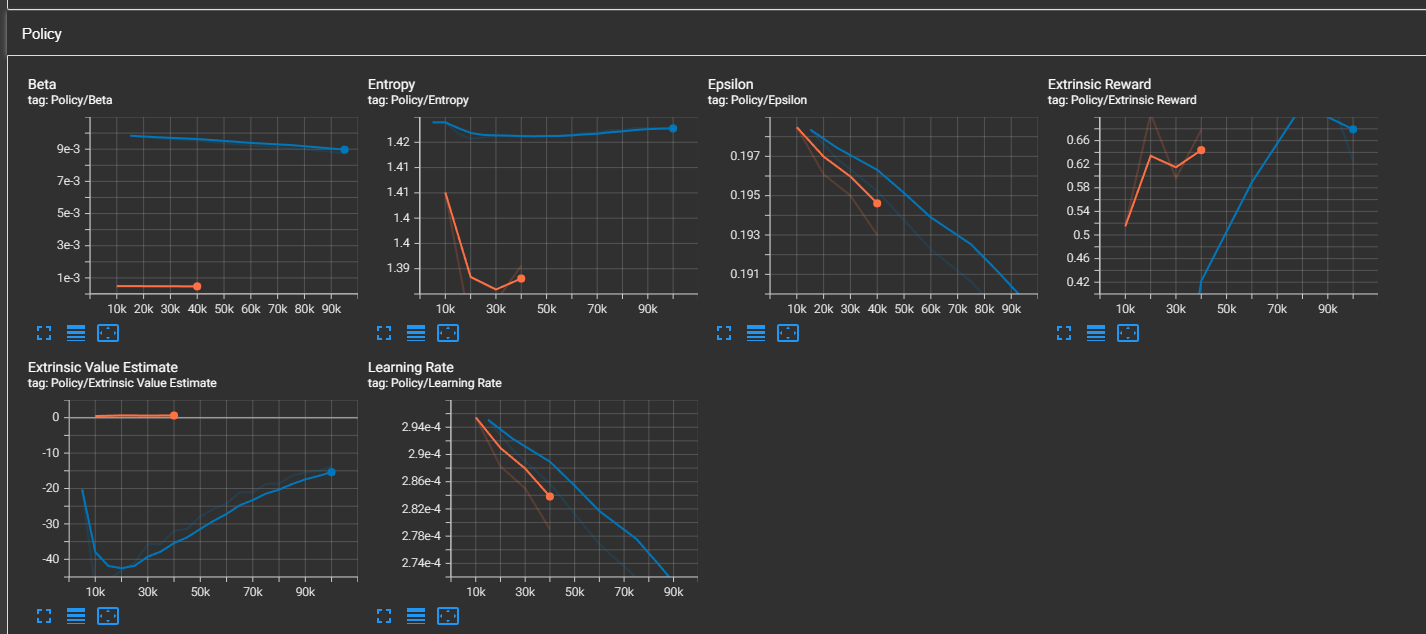 Policy
Beta
tag: Policy/Beta
9e-3
7e-3
5e-3
3e-3
1e-3
10k 20k 30k 40k 50k 60k 70k 80k 90k
Entropy
tag: Policy/Entropy
1.42
1.41
1.41
1.4
1.4
1.39
10k 30k 50k 70k 90k
Epsilon
tag: Policy/Epsilon
0.197
0.195
0.193
0.191
10k 20k 30k 40k 50k 60k 70k 80k 90k
Extrinsic Reward
tag: Policy/Extrinsic Reward
0.66
0.62
0.58
0.54
0.5
0.46
0.42
10k 30k 50k 70k 90k
Extrinsic Value Estimate
tag: Policy/Extrinsic Value Estimate
0
-10
-20
-30
-40
10k 30k 50k 70k 90k
Learning Rate
tag: Policy/Learning Rate
2.94e-4
2.9e-4
2.86e-4
2.82e-4
2.78e-4
2.74e-4
10k 30k 50k 70k 90k